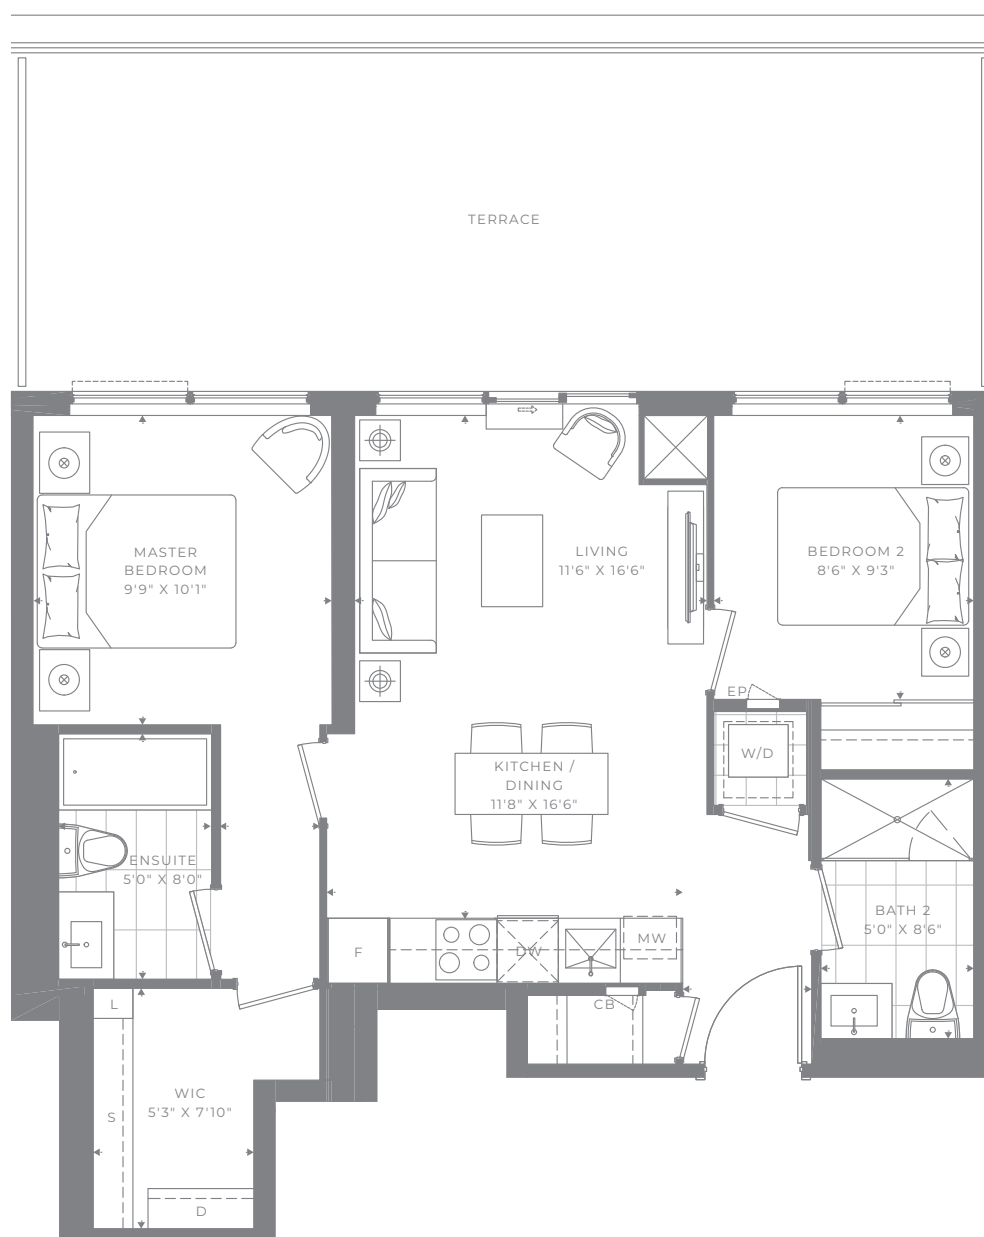 TERRACE
MASTER
BEDROOM
9'9" X 10'1"
LIVING
11'6" X 16'6"
BEDROOM 2
8'6" X 9'3"
EP
W/D
KITCHEN /
DINING
11'8" X 16'6"
ENSUITE
5'0" X 8'0"
BATH 2
5'0" X 8'6"
F
DW
MW
L
CB
WIC
5'3" X 7'10"
S
D